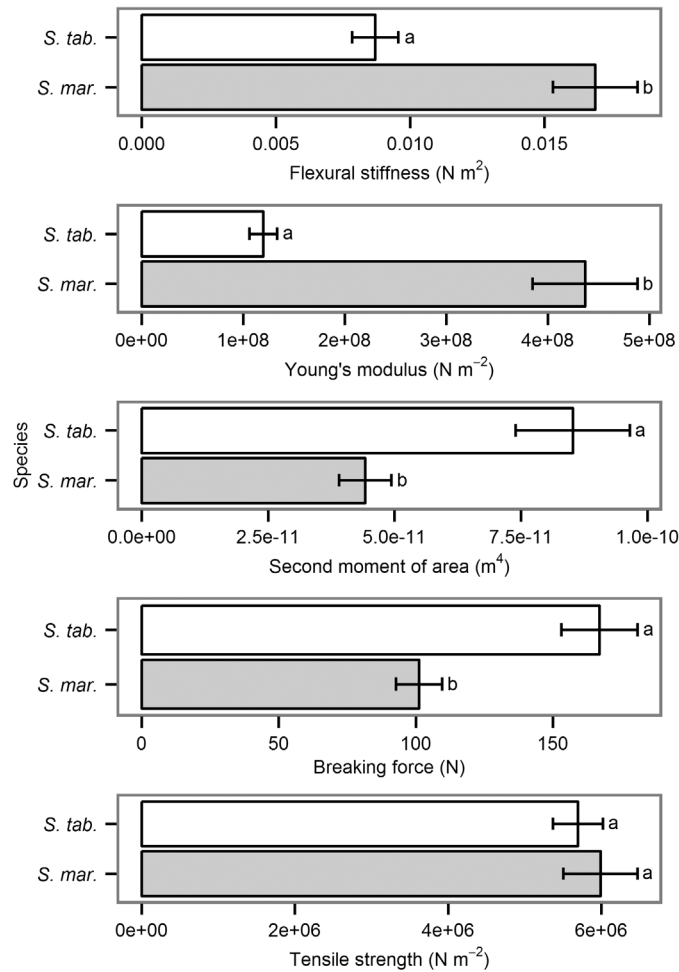 S. tab.
a
S. mar.
b
0.000 0.005 0.010 0.015
Flexural stiffness (N m²)
S. tab.
a
S. mar.
b
0e+00 1e+08 2e+08 3e+08 4e+08 5e+08
Young's modulus (N m⁻²)
Species
S. tab.
a
S. mar.
b
0.0e+00 2.5e-11 5.0e-11 7.5e-11 1.0e-10
Second moment of area (m⁴)
S. tab.
a
S. mar.
b
0 50 100 150
Breaking force (N)
S. tab.
a
S. mar.
a
0e+00 2e+06 4e+06 6e+06
Tensile strength (N m⁻²)